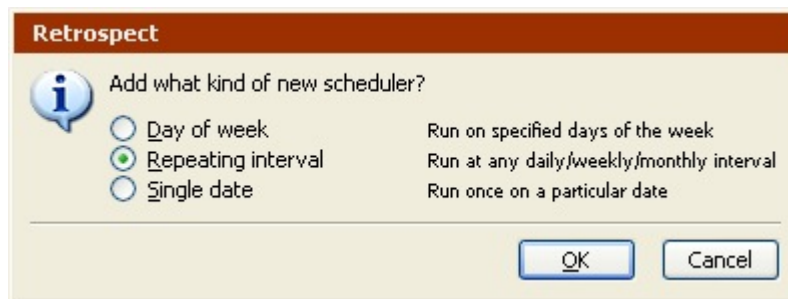 Retrospect
Add what kind of new scheduler?
Day of week Run on specified days of the week
Repeating interval Run at any daily/weekly/monthly interval
Single date Run once on a particular date
OK Cancel